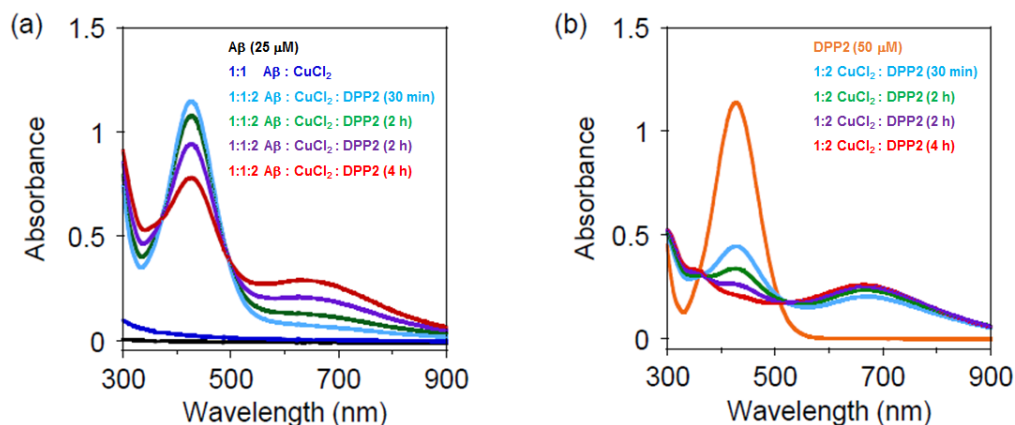 (a)
1.5
1
0.5
0
Absorbance
Aβ (25 μM)
1:1 Aβ : CuCl₂
1:1:2 Aβ : CuCl₂ : DPP2 (30 min)
1:1:2 Aβ : CuCl₂ : DPP2 (2 h)
1:1:2 Aβ : CuCl₂ : DPP2 (2 h)
1:1:2 Aβ : CuCl₂ : DPP2 (4 h)
300 500 700 900
Wavelength (nm)
(b)
1.5
1
0.5
0
Absorbance
DPP2 (50 μM)
1:2 CuCl₂ : DPP2 (30 min)
1:2 CuCl₂ : DPP2 (2 h)
1:2 CuCl₂ : DPP2 (2 h)
1:2 CuCl₂ : DPP2 (4 h)
300 500 700 900
Wavelength (nm)